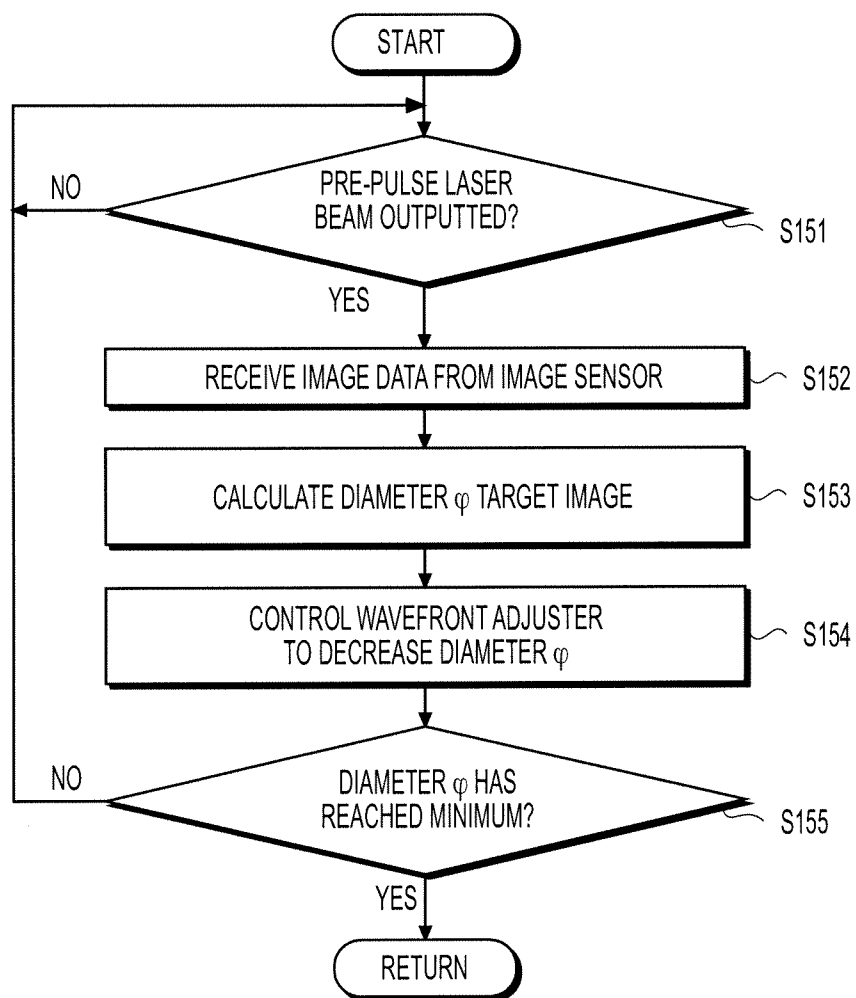 START
NO
PRE-PULSE LASER
BEAM OUTPUTTED?
S151
YES
RECEIVE IMAGE DATA FROM IMAGE SENSOR
S152
CALCULATE DIAMETER φ TARGET IMAGE
S153
CONTROL WAVEFRONT ADJUSTER
TO DECREASE DIAMETER φ
S154
NO
DIAMETER φ HAS
REACHED MINIMUM?
S155
YES
RETURN